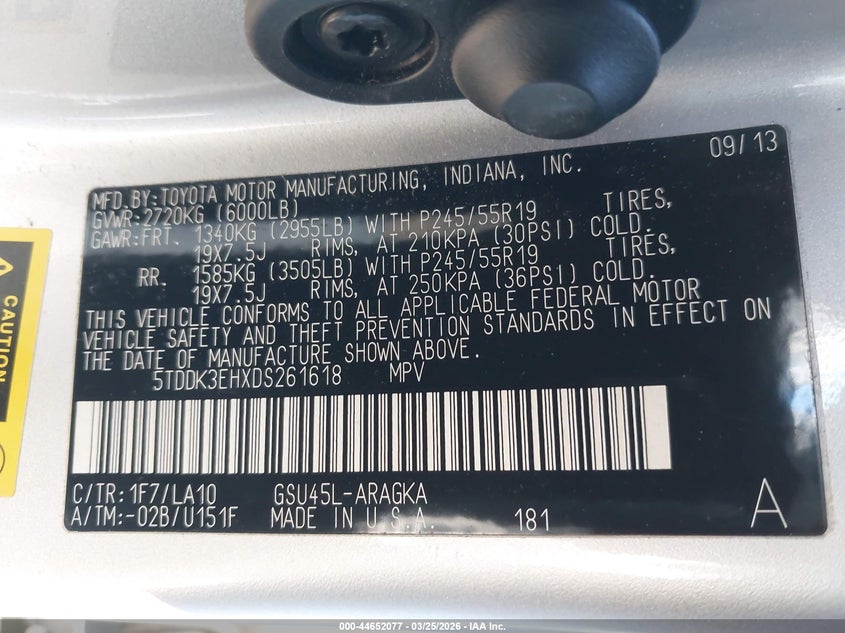 09/13
MFD.BY:TOYOTA MOTOR MANUFACTURING, INDIANA, INC.
GVWR:2720KG (6000LB)
GAWR:FRT. 1340KG (2955LB) WITH P245/55R19 TIRES,
19X7.5J RIMS, AT 210KPA (30PSI) COLD.
RR. 1585KG (3505LB) WITH P245/55R19 TIRES,
19X7.5J RIMS, AT 250KPA (36PSI) COLD.
THIS VEHICLE CONFORMS TO ALL APPLICABLE FEDERAL MOTOR
VEHICLE SAFETY AND THEFT PREVENTION STANDARDS IN EFFECT ON
THE DATE OF MANUFACTURE SHOWN ABOVE.
5TDDK3EHXDS261618 MPV
C/TR:1F7/LA10 GSU45L-ARAGKA
A/TM:-02B/U151F MADE IN U.S.A. 181
A
CAUTION
000-44652077 - 03/25/2026 - IAA Inc.